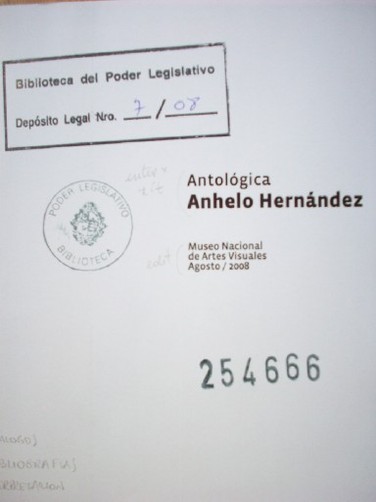 Biblioteca del Poder Legislativo
Depósito Legal Nro. 7 / 08
PODER LEGISLATIVO
BIBLIOTECA
Antológica
Anhelo Hernández
Museo Nacional
de Artes Visuales
Agosto / 2008
254666